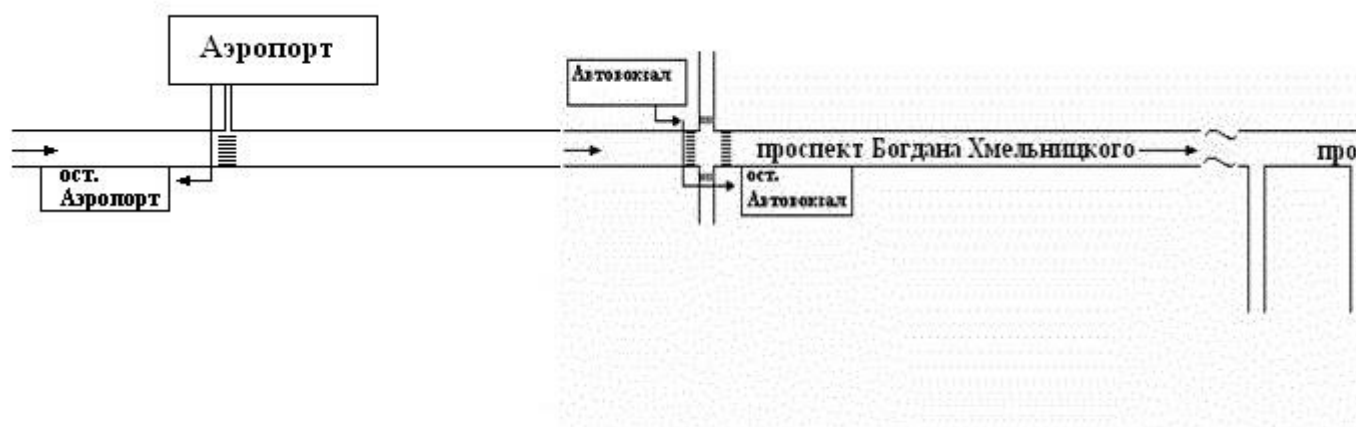 Аэропорт
Автовокзал
проспект Богдана Хмельницкого
про
ост.
Аэропорт
ост.
Автовокзал